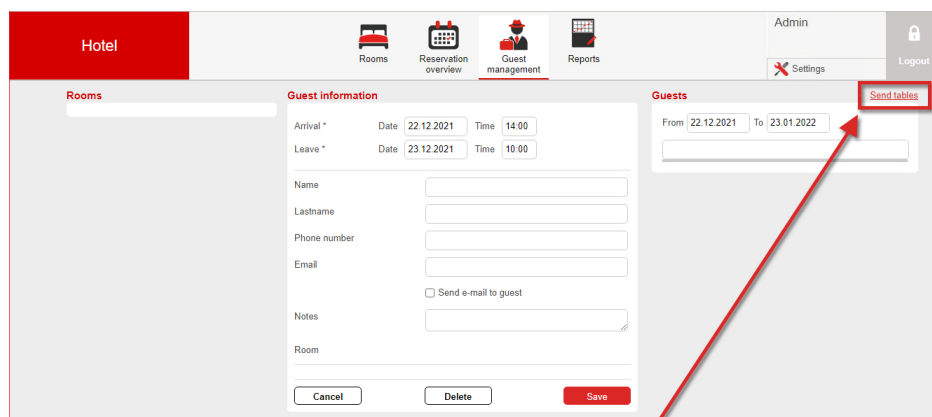 Hotel
Rooms
Reservation
overview
Guest
management
Reports
Admin
Settings
Logout
Rooms
Guest information
Arrival * Date 22.12.2021 Time 14:00
Leave * Date 23.12.2021 Time 10:00
Name
Lastname
Phone number
Email
Send e-mail to guest
Notes
Room
Cancel Delete Save
Guests Send tables
From 22.12.2021 To 23.01.2022